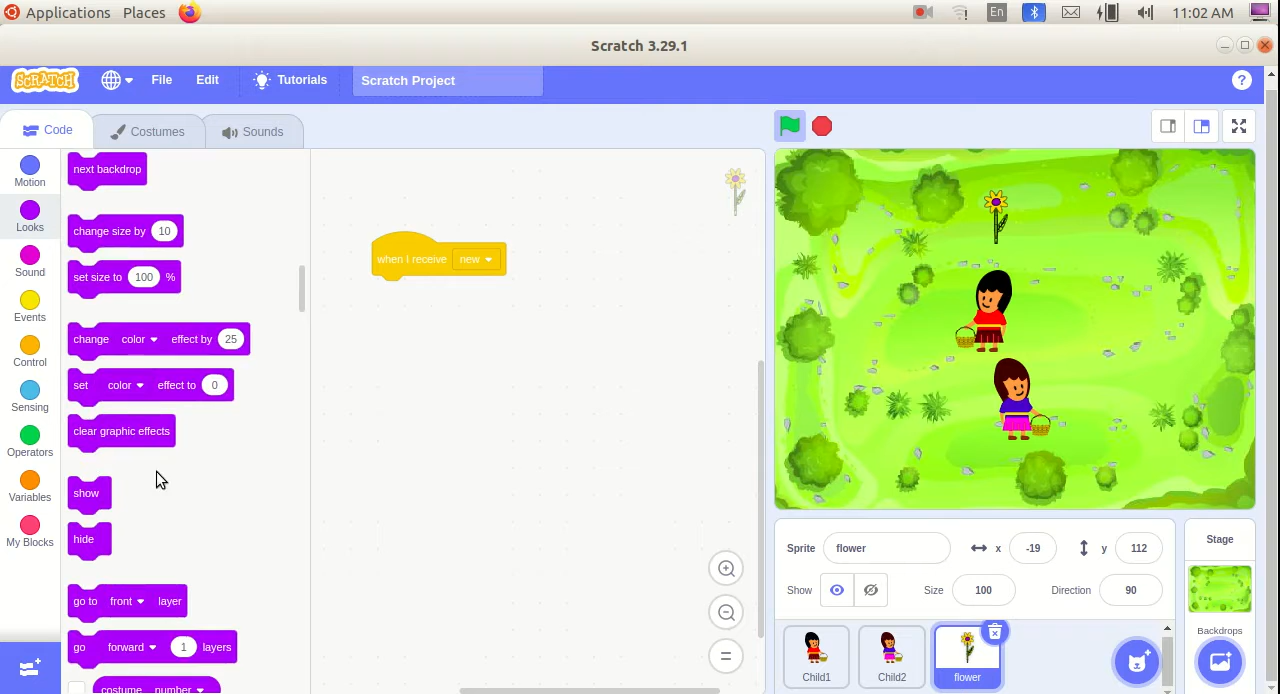 Applications Places En 11:02 AM
Scratch 3.29.1
SCRATCH File Edit Tutorials Scratch Project ?
Code Costumes Sounds
Motion
Looks
Sound
Events
Control
Sensing
Operators
Variables
My Blocks
next backdrop
change size by 10
set size to 100 %
change color effect by 25
set color effect to 0
clear graphic effects
show
hide
go to front layer
go forward 1 layers
costume number
when I receive new
Sprite flower x -19 y 112
Show Size 100 Direction 90
Child1 Child2 flower
Stage
Backdrops